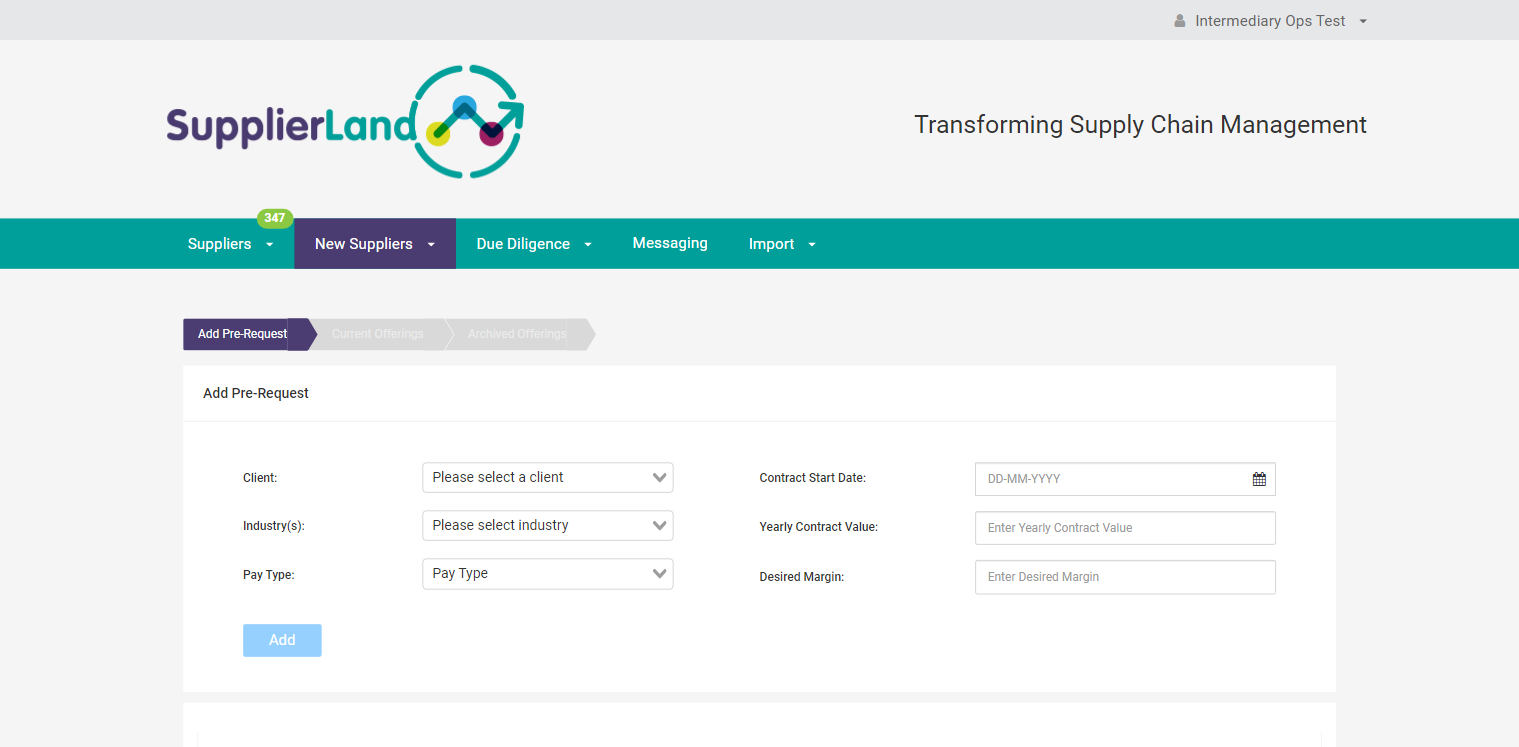 Intermediary Ops Test
SupplierLand
Transforming Supply Chain Management
347
Suppliers New Suppliers Due Diligence Messaging Import
Add Pre-Request Current Offerings Archived Offerings
Add Pre-Request
Client: Please select a client Contract Start Date: DD-MM-YYYY
Industry(s): Please select industry Yearly Contract Value: Enter Yearly Contract Value
Pay Type: Pay Type Desired Margin: Enter Desired Margin
Add